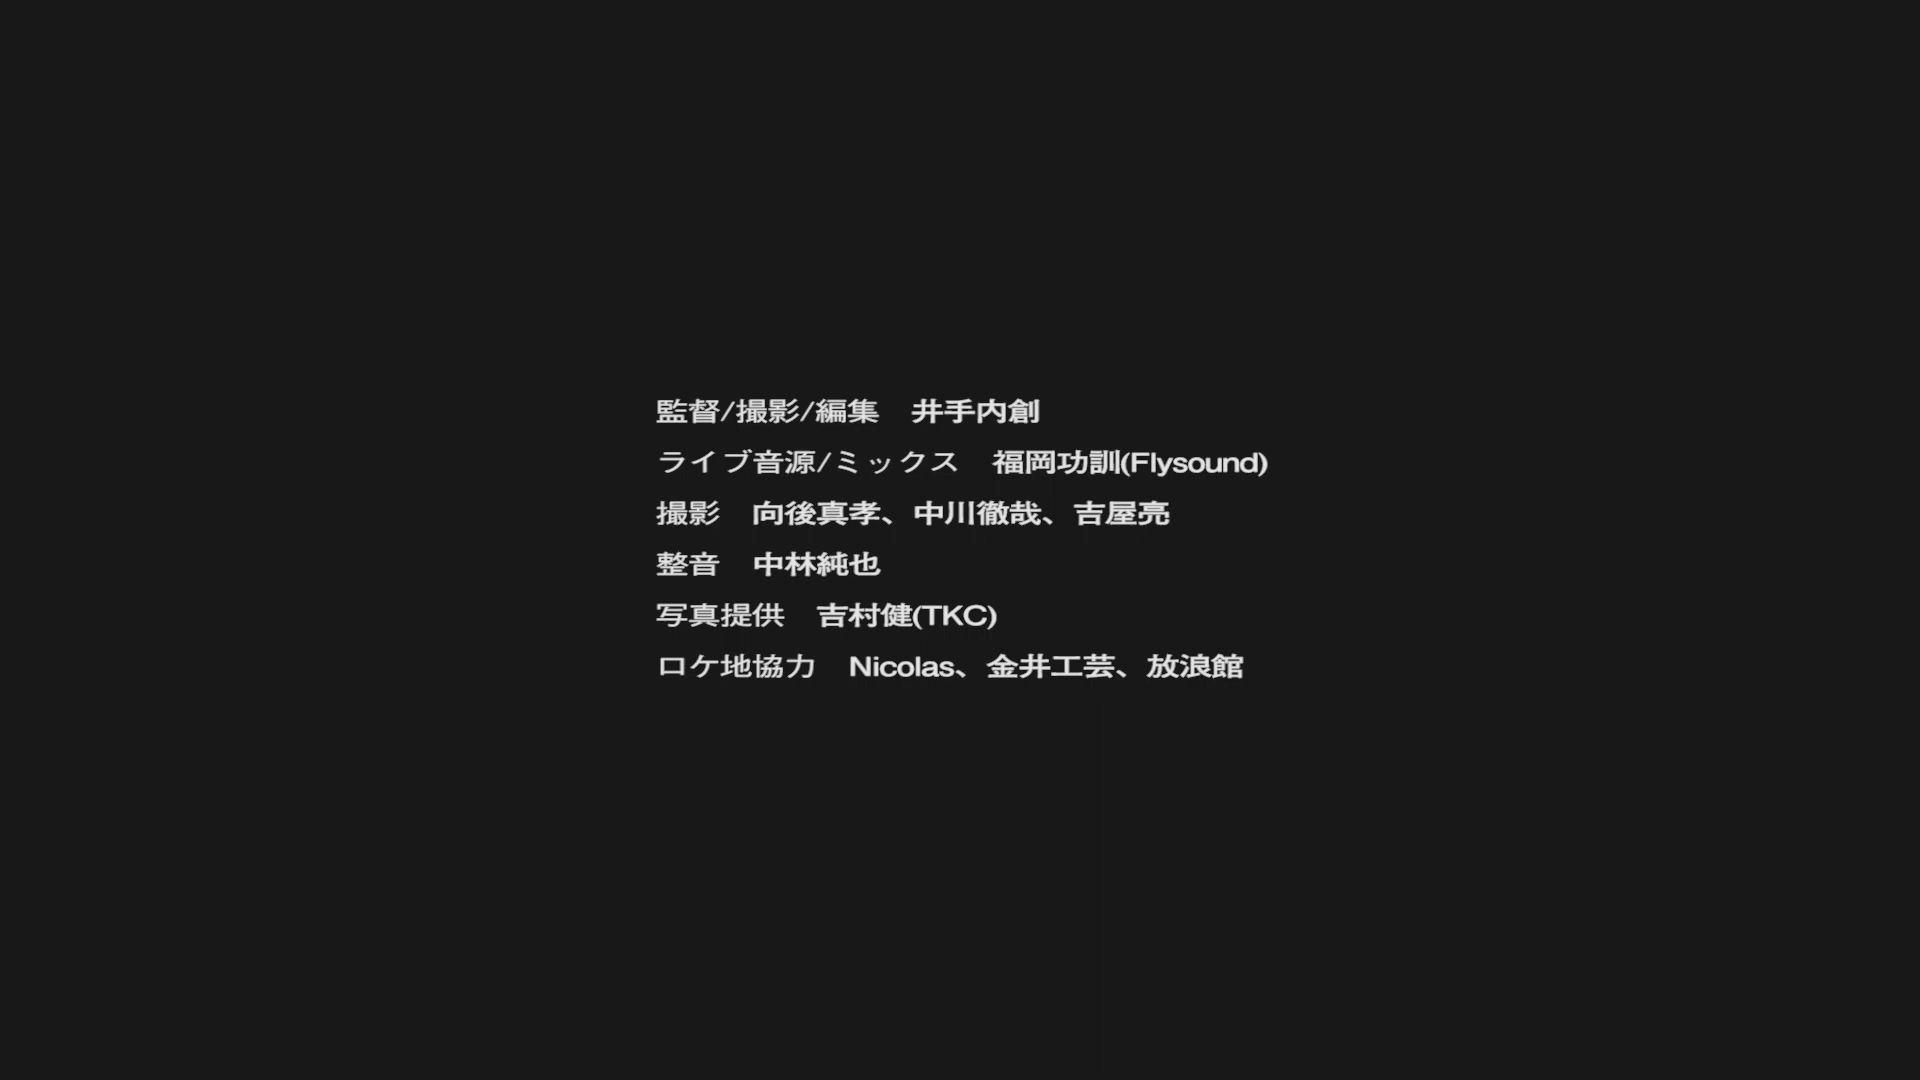 監督/撮影/編集　井手内創
ライブ音源/ミックス　福岡功訓(Flysound)
撮影　向後真孝、中川徹哉、吉屋亮
整音　中林純也
写真提供　吉村健(TKC)
ロケ地協力　Nicolas、金井工芸、放浪館